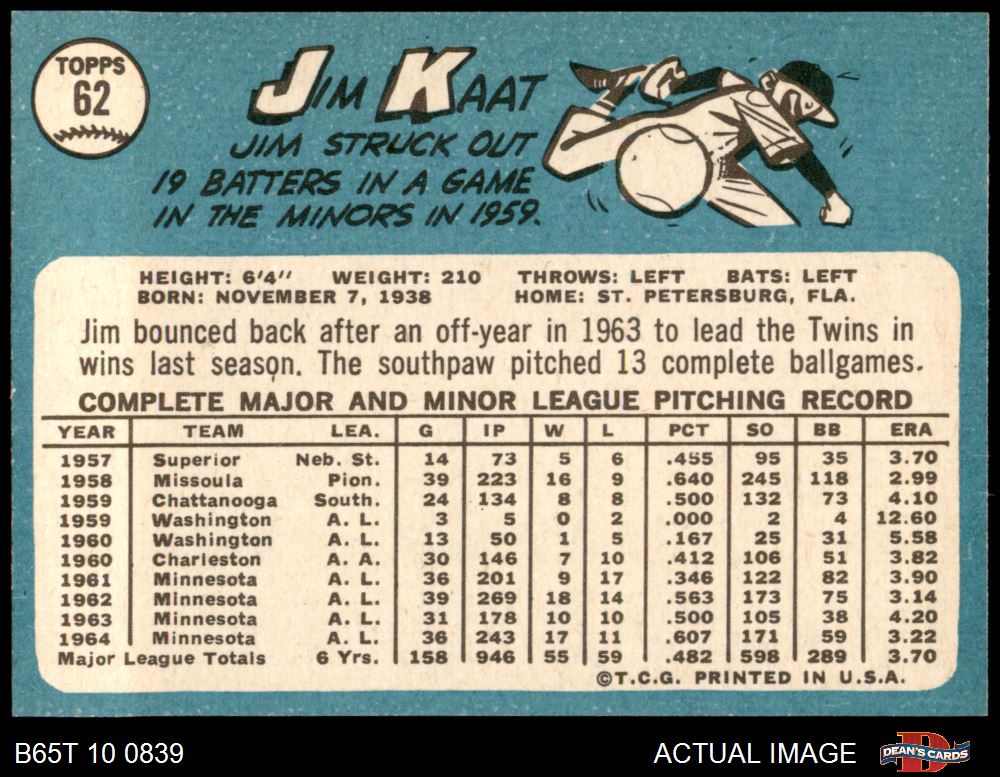 TOPPS
62
JIM KAAT
JIM STRUCK OUT
19 BATTERS IN A GAME
IN THE MINORS IN 1959.
HEIGHT: 6'4" WEIGHT: 210 THROWS: LEFT BATS: LEFT
BORN: NOVEMBER 7, 1938 HOME: ST. PETERSBURG, FLA.
Jim bounced back after an off-year in 1963 to lead the Twins in
wins last season. The southpaw pitched 13 complete ballgames.
COMPLETE MAJOR AND MINOR LEAGUE PITCHING RECORD
YEAR TEAM LEA. G IP W L PCT SO BB ERA
1957 Superior Neb. St. 14 73 5 6 .455 95 35 3.70
1958 Missoula Pion. 39 223 16 9 .640 245 118 2.99
1959 Chattanooga South. 24 134 8 8 .500 132 73 4.10
1959 Washington A. L. 3 5 0 2 .000 2 4 12.60
1960 Washington A. L. 13 50 1 5 .167 25 31 5.58
1960 Charleston A. A. 30 146 7 10 .412 106 51 3.82
1961 Minnesota A. L. 36 201 9 17 .346 122 82 3.90
1962 Minnesota A. L. 39 269 18 14 .563 173 75 3.14
1963 Minnesota A. L. 31 178 10 10 .500 105 38 4.20
1964 Minnesota A. L. 36 243 17 11 .607 171 59 3.22
Major League Totals 6 Yrs. 158 946 55 59 .482 598 289 3.70
©T.C.G. PRINTED IN U.S.A.
B65T 10 0839 ACTUAL IMAGE DEAN'S CARDS